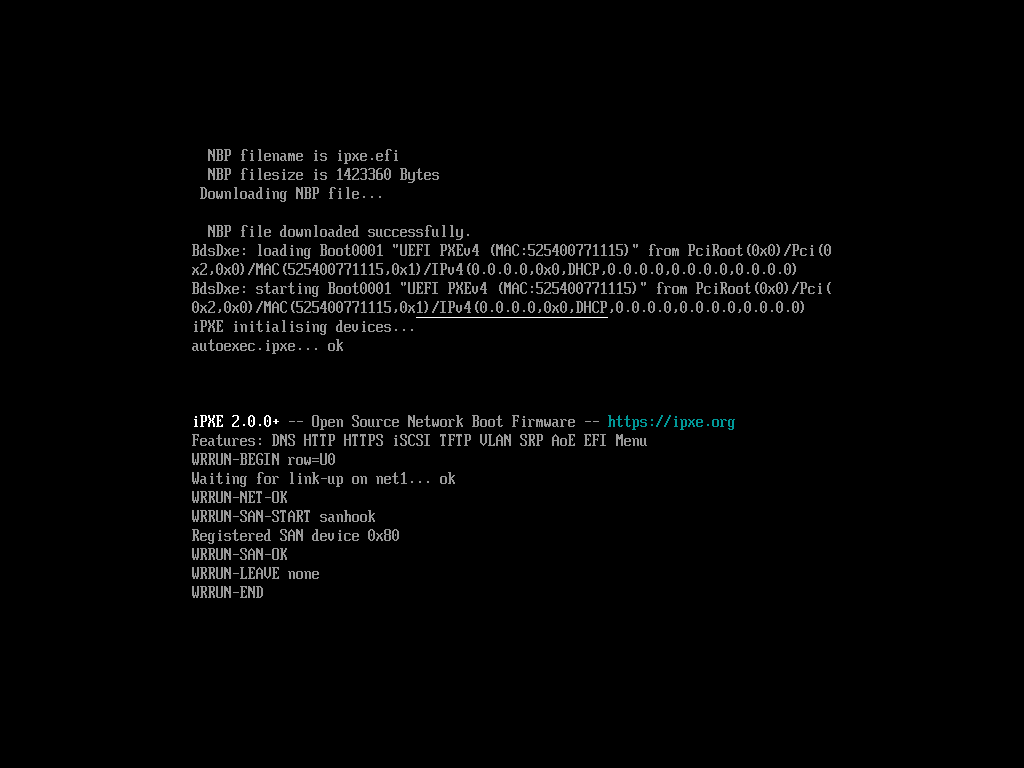 NBP filename is ipxe.efi
NBP filesize is 1423360 Bytes
Downloading NBP file...
NBP file downloaded successfully.
BdsDxe: loading Boot0001 "UEFI PXEv4 (MAC:525400771115)" from PciRoot(0x0)/Pci(0
x2,0x0)/MAC(525400771115,0x1)/IPv4(0.0.0.0,0x0,DHCP,0.0.0.0,0.0.0.0,0.0.0.0)
BdsDxe: starting Boot0001 "UEFI PXEv4 (MAC:525400771115)" from PciRoot(0x0)/Pci(
0x2,0x0)/MAC(525400771115,0x1)/IPv4(0.0.0.0,0x0,DHCP,0.0.0.0,0.0.0.0,0.0.0.0)
iPXE initialising devices...
autoexec.ipxe... ok
iPXE 2.0.0+ -- Open Source Network Boot Firmware -- https://ipxe.org
Features: DNS HTTP HTTPS iSCSI TFTP VLAN SRP AoE EFI Menu
WRRUN-BEGIN row=U0
Waiting for link-up on net1... ok
WRRUN-NET-OK
WRRUN-SAN-START sanhook
Registered SAN device 0x80
WRRUN-SAN-OK
WRRUN-LEAVE none
WRRUN-END